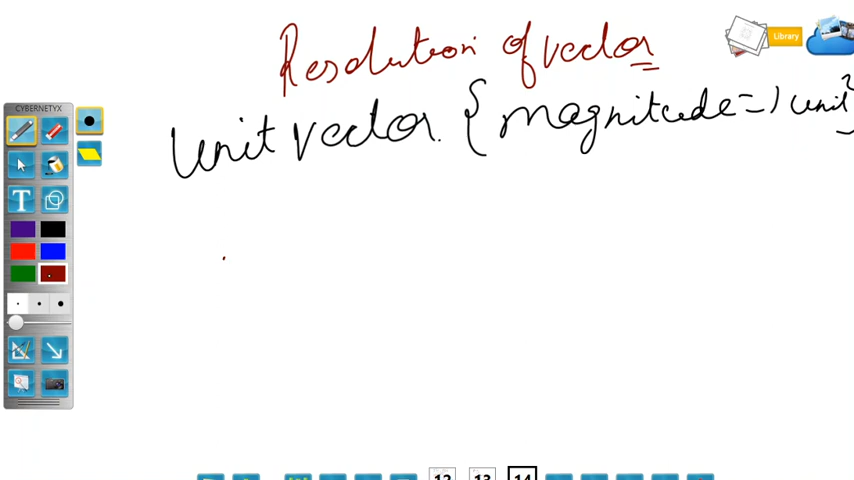 Resolution of vector
Library
Unit vector { magnitude = 1 unit }
CYBERNETYX
T
12 13 14